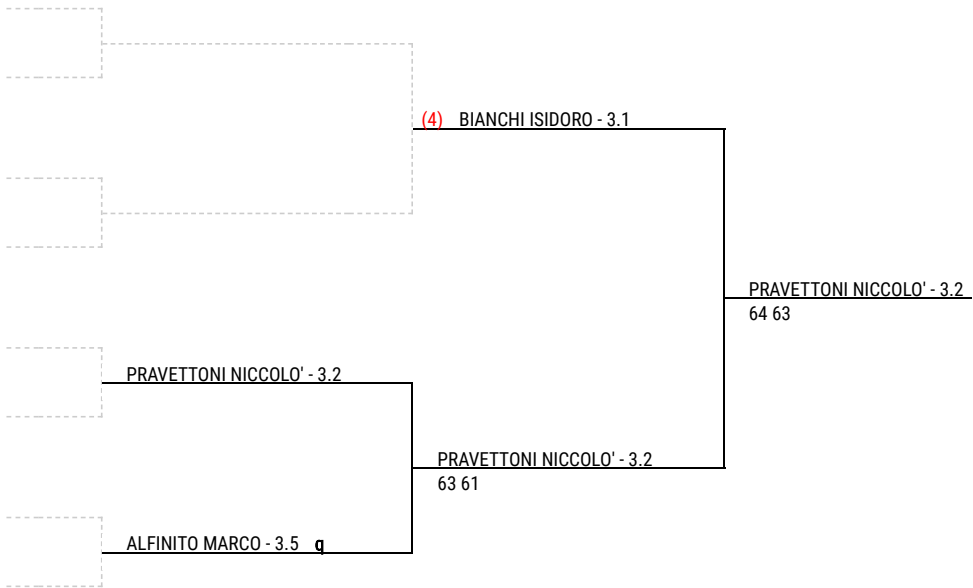 (4) BIANCHI ISIDORO - 3.1
PRAVETTONI NICCOLO' - 3.2
64 63
PRAVETTONI NICCOLO' - 3.2
PRAVETTONI NICCOLO' - 3.2
63 61
ALFINITO MARCO - 3.5 q